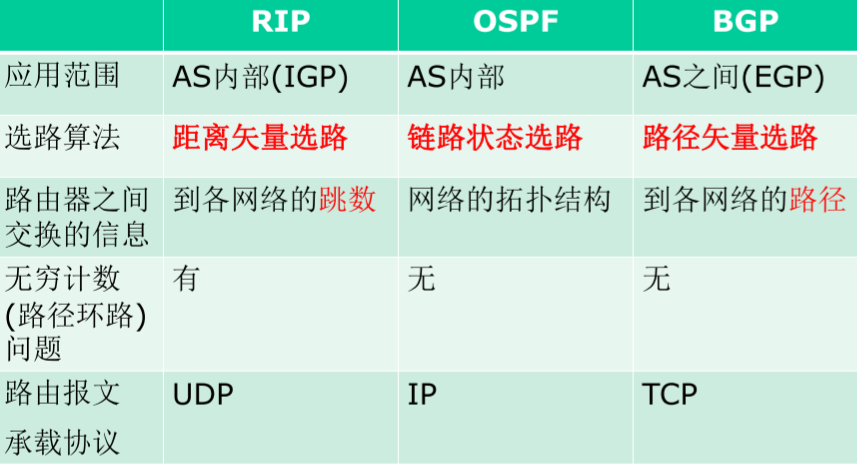 RIP OSPF BGP
应用范围 AS内部(IGP) AS内部 AS之间(EGP)
选路算法 距离矢量选路 链路状态选路 路径矢量选路
路由器之间 到各网络的跳数 网络的拓扑结构 到各网络的路径
交换的信息
无穷计数 有 无 无
(路径环路)
问题
路由报文 UDP IP TCP
承载协议